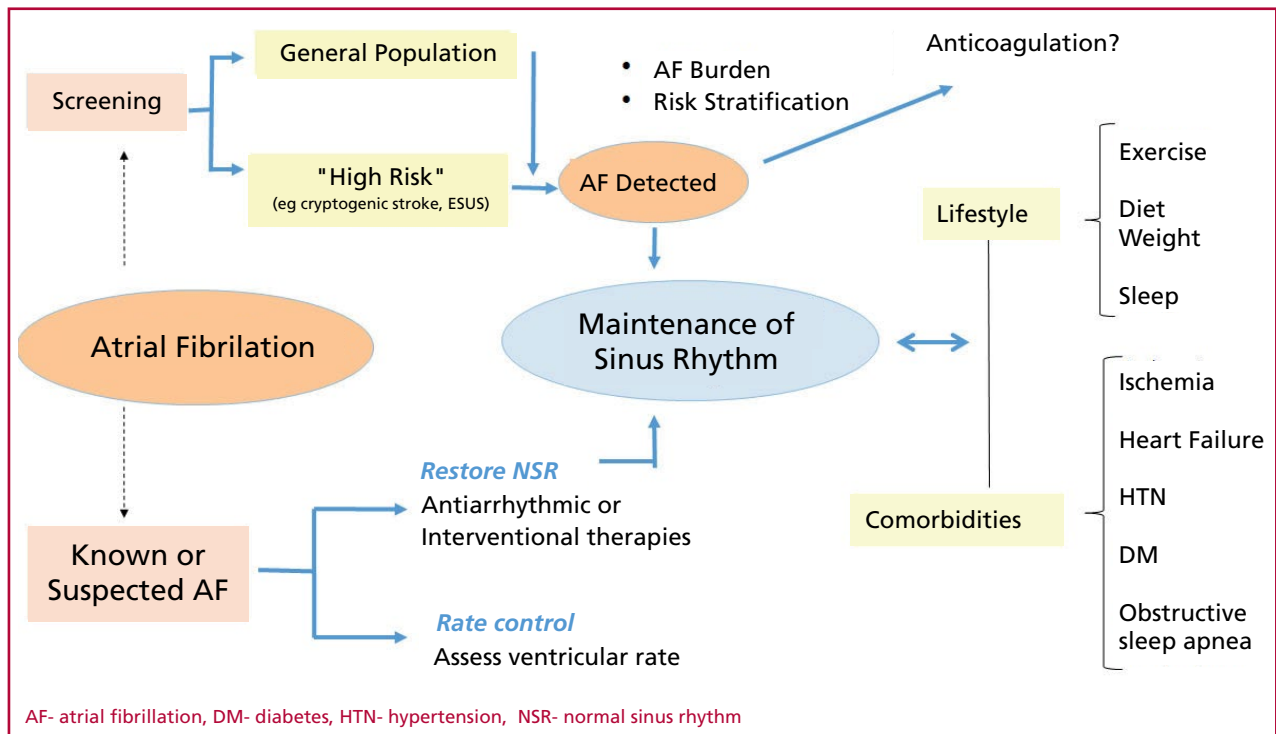 Screening
General Population
"High Risk"
(eg cryptogenic stroke, ESUS)
• AF Burden
• Risk Stratification
AF Detected
Anticoagulation?
Atrial Fibrilation
Maintenance of
Sinus Rhythm
Lifestyle
Exercise
Diet
Weight
Sleep
Comorbidities
Ischemia
Heart Failure
HTN
DM
Obstructive
sleep apnea
Known or
Suspected AF
Restore NSR
Antiarrhythmic or
Interventional therapies
Rate control
Assess ventricular rate
AF- atrial fibrillation, DM- diabetes, HTN- hypertension, NSR- normal sinus rhythm